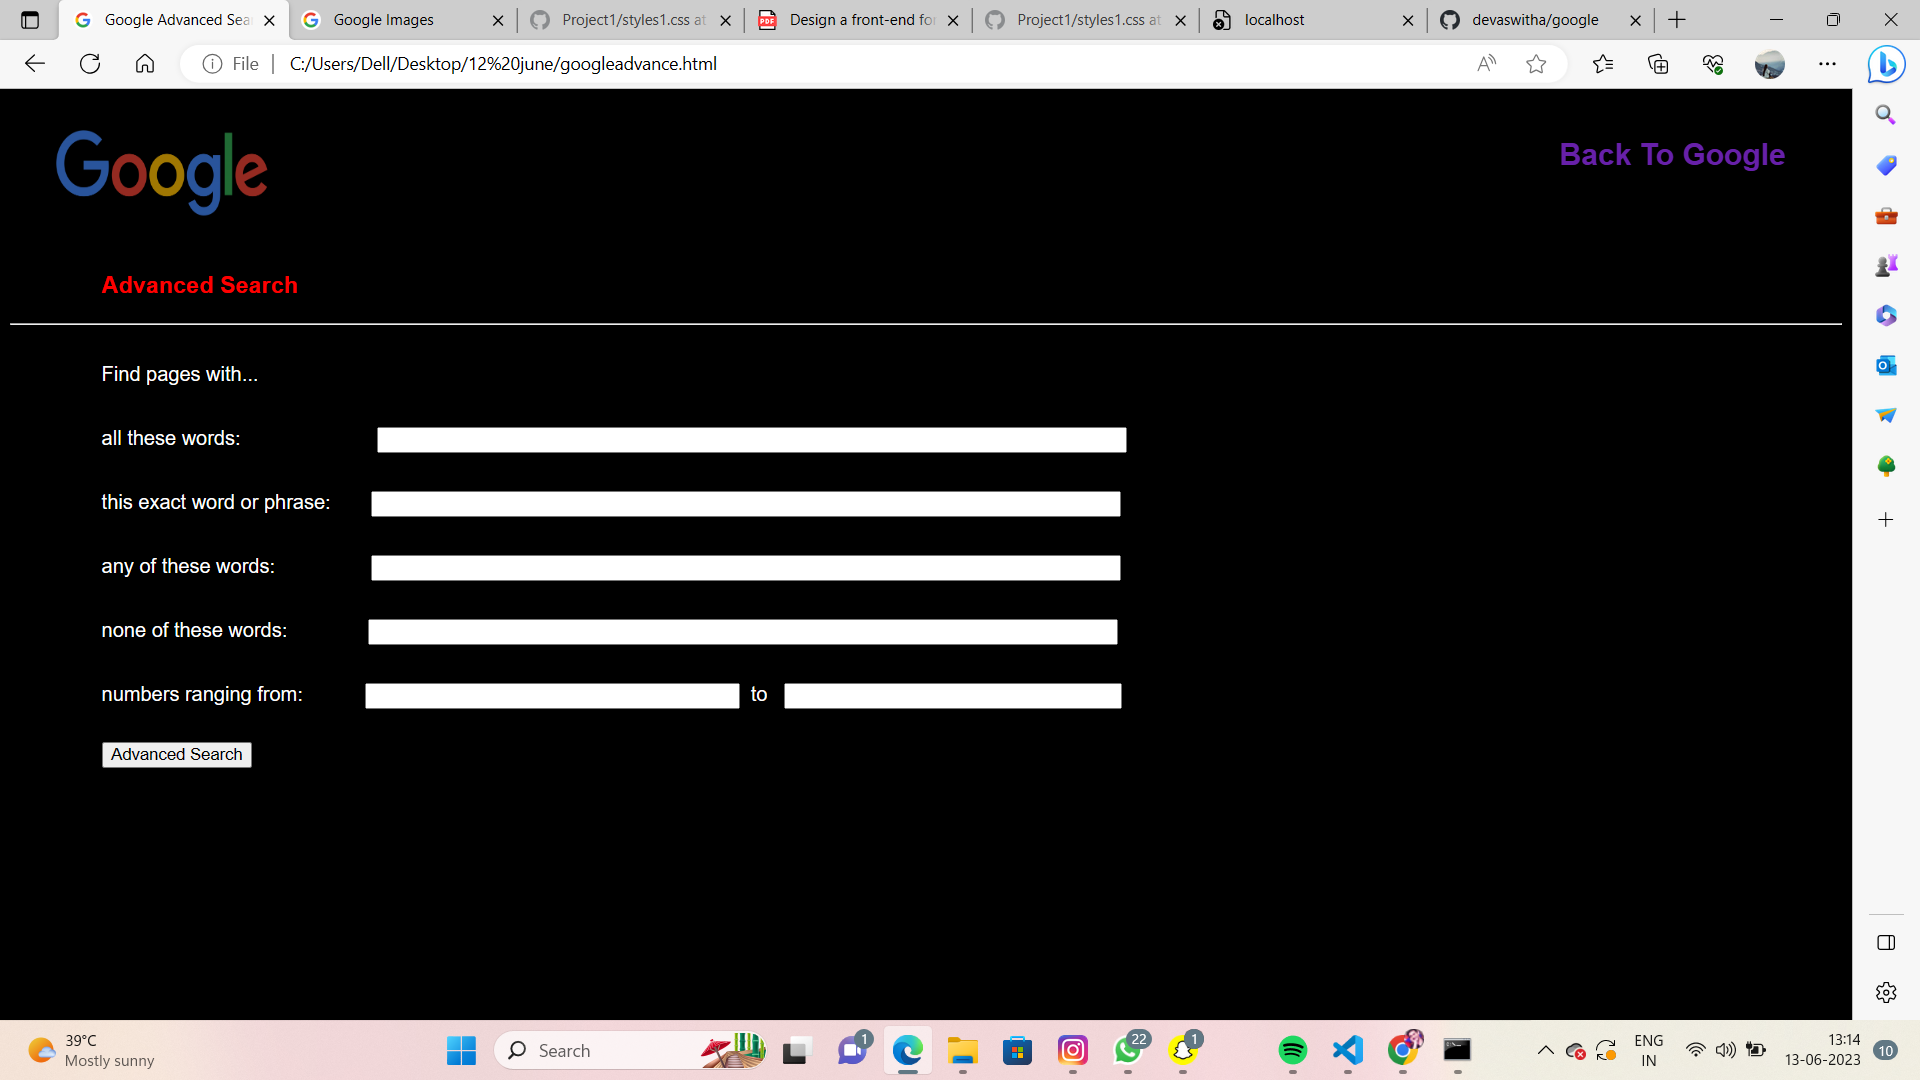 Google Advanced Sea
Google Images
Project1/styles1.css at
Design a front-end for
Project1/styles1.css at
localhost
devaswitha/google
File
C:/Users/Dell/Desktop/12%20june/googleadvance.html
Google
Back To Google
Advanced Search
Find pages with...
all these words:
this exact word or phrase:
any of these words:
none of these words:
numbers ranging from:
to
Advanced Search
39°C
Mostly sunny
Search
1
22
1
ENG
IN
13:14
13-06-2023
10